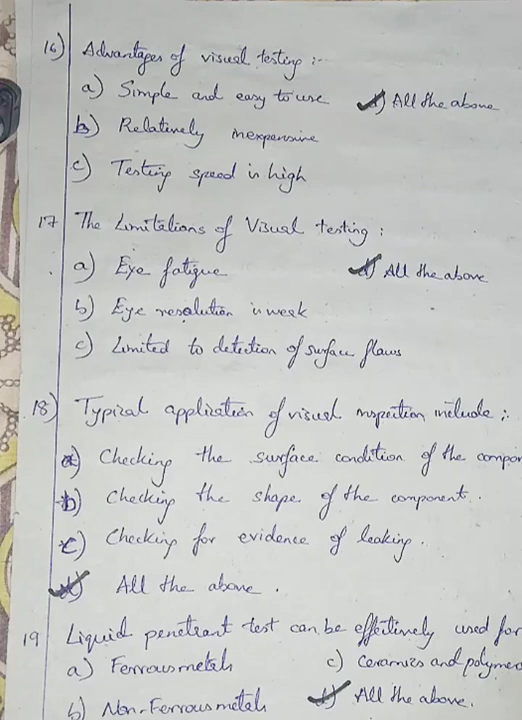 16) Advantages of visual testing :-
a) Simple and easy to use d) All the above
b) Relatively inexpensive
c) Testing speed is high
17 The Limitations of Visual testing :
a) Eye fatigue d) All the above
b) Eye resolution is weak
c) Limited to detection of surface flaws
18) Typical application of visual inspection include :
a) Checking the surface condition of the compon
b) Checking the shape of the component.
c) Checking for evidence of leaking.
d) All the above.
19 Liquid penetrant test can be effectively used for
a) Ferrous metals c) Ceramics and polymers
b) Non-Ferrous metals d) All the above.